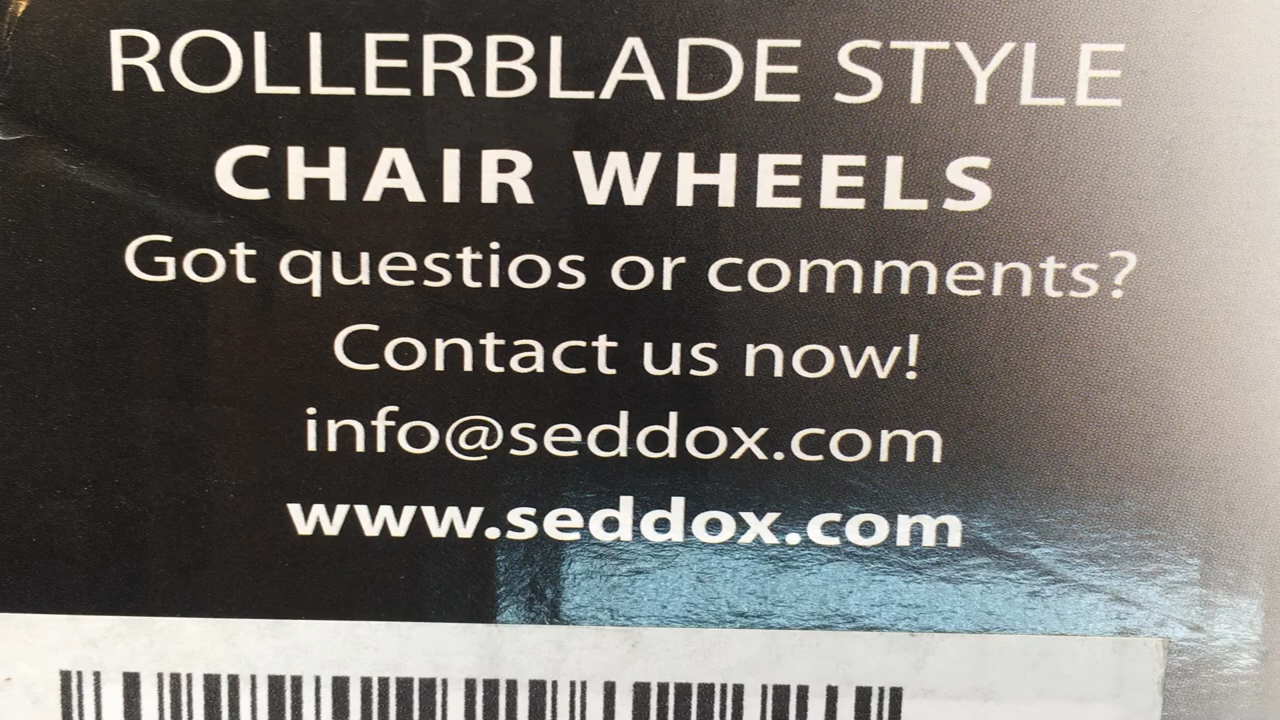 ROLLERBLADE STYLE
CHAIR WHEELS
Got questios or comments?
Contact us now!
info@seddox.com
www.seddox.com